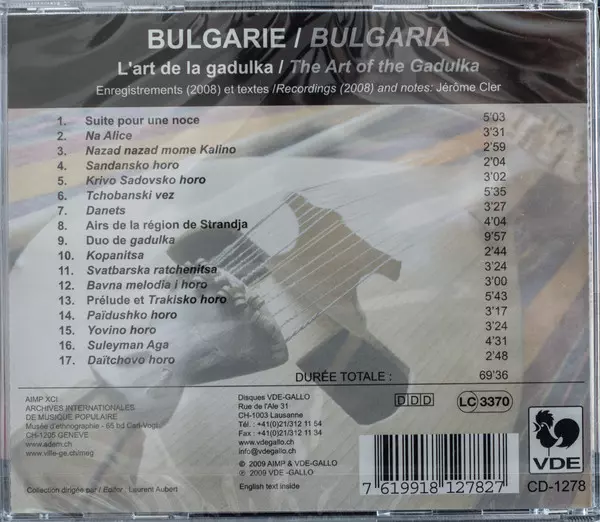 BULGARIE / BULGARIA
L'art de la gadulka / The Art of the Gadulka
Enregistrements (2008) et textes /Recordings (2008) and notes: Jérôme Cler
1. Suite pour une noce 5'03
2. Na Alice 3'31
3. Nazad nazad mome Kalino 2'59
4. Sandansko horo 2'04
5. Krivo Sadovsko horo 3'02
6. Tchobanski vez 5'35
7. Danets 3'27
8. Airs de la région de Strandja 4'04
9. Duo de gadulka 9'57
10. Kopanitsa 2'44
11. Svatbarska ratchenitsa 3'24
12. Bavna melodia i horo 3'00
13. Prélude et Trakisko horo 5'43
14. Païdushko horo 3'17
15. Yovino horo 3'24
16. Suleyman Aga 4'31
17. Daïtchovo horo 2'48
DURÉE TOTALE : 69'36
AIMP XCI
ARCHIVES INTERNATIONALES
DE MUSIQUE POPULAIRE
Musée d'ethnographie - 65 bd Carl-Vogt
CH-1205 GENÈVE
www.adem.ch
www.ville-ge.ch/meg
Collection dirigée par / Editor : Laurent Aubert
Disques VDE-GALLO
Rue de l'Ale 31
CH-1003 Lausanne
Tél. : +41(0)21/312 11 54
Fax : +41(0)21/312 11 34
www.vdegallo.ch
info@vdegallo.ch
© 2009 AIMP & VDE-GALLO
℗ 2009 VDE -GALLO
English text inside
DDD
LC 3370
7 619918 127827
VDE
CD-1278